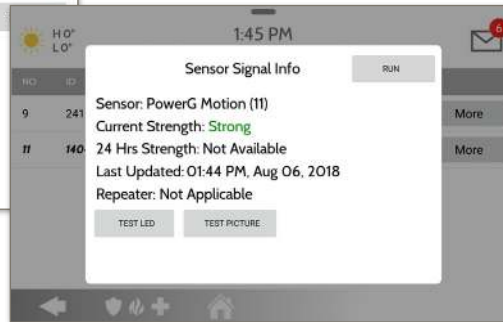 H 0°
L 0°
1:45 PM
6
NO ID
Sensor Signal Info
RUN
9 241
More
11 140-
More
Sensor: PowerG Motion (11)
Current Strength: Strong
24 Hrs Strength: Not Available
Last Updated: 01:44 PM, Aug 06, 2018
Repeater: Not Applicable
TEST LED
TEST PICTURE